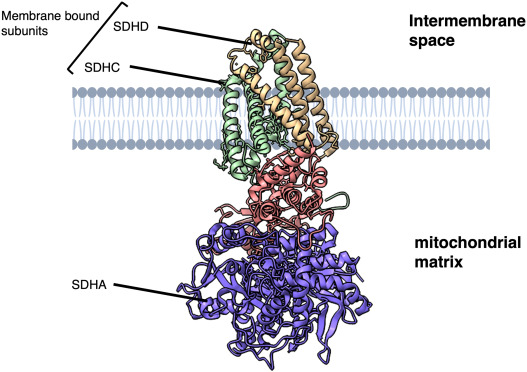 Membrane bound
subunits
SDHD
SDHC
Intermembrane
space
mitochondrial
matrix
SDHA